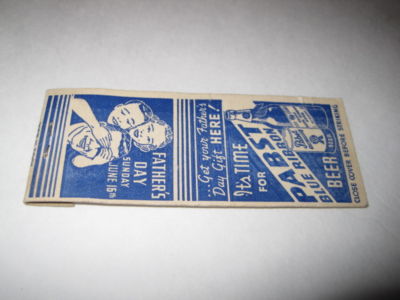 FATHER'S
DAY
SUNDAY
JUNE 16th
...Get your Father's
Day Gift HERE!
It's TIME
FOR
PABST
BLUE RIBBON
BEER
CLOSE COVER BEFORE STRIKING